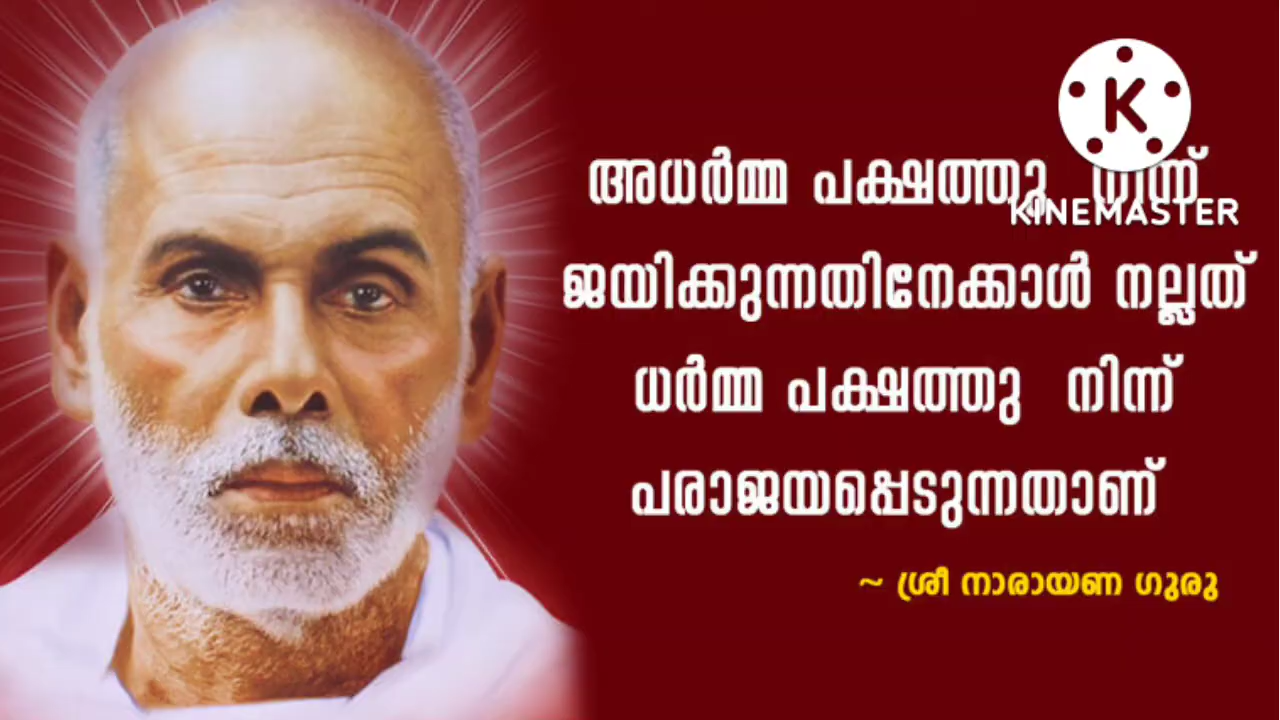 K
KINEMASTER
അധർമ്മ പക്ഷത്തു നിന്ന്
ജയിക്കുന്നതിനേക്കാൾ നല്ലത്
ധർമ്മ പക്ഷത്തു നിന്ന്
പരാജയപ്പെടുന്നതാണ്
~ ശ്രീ നാരായണ ഗുരു